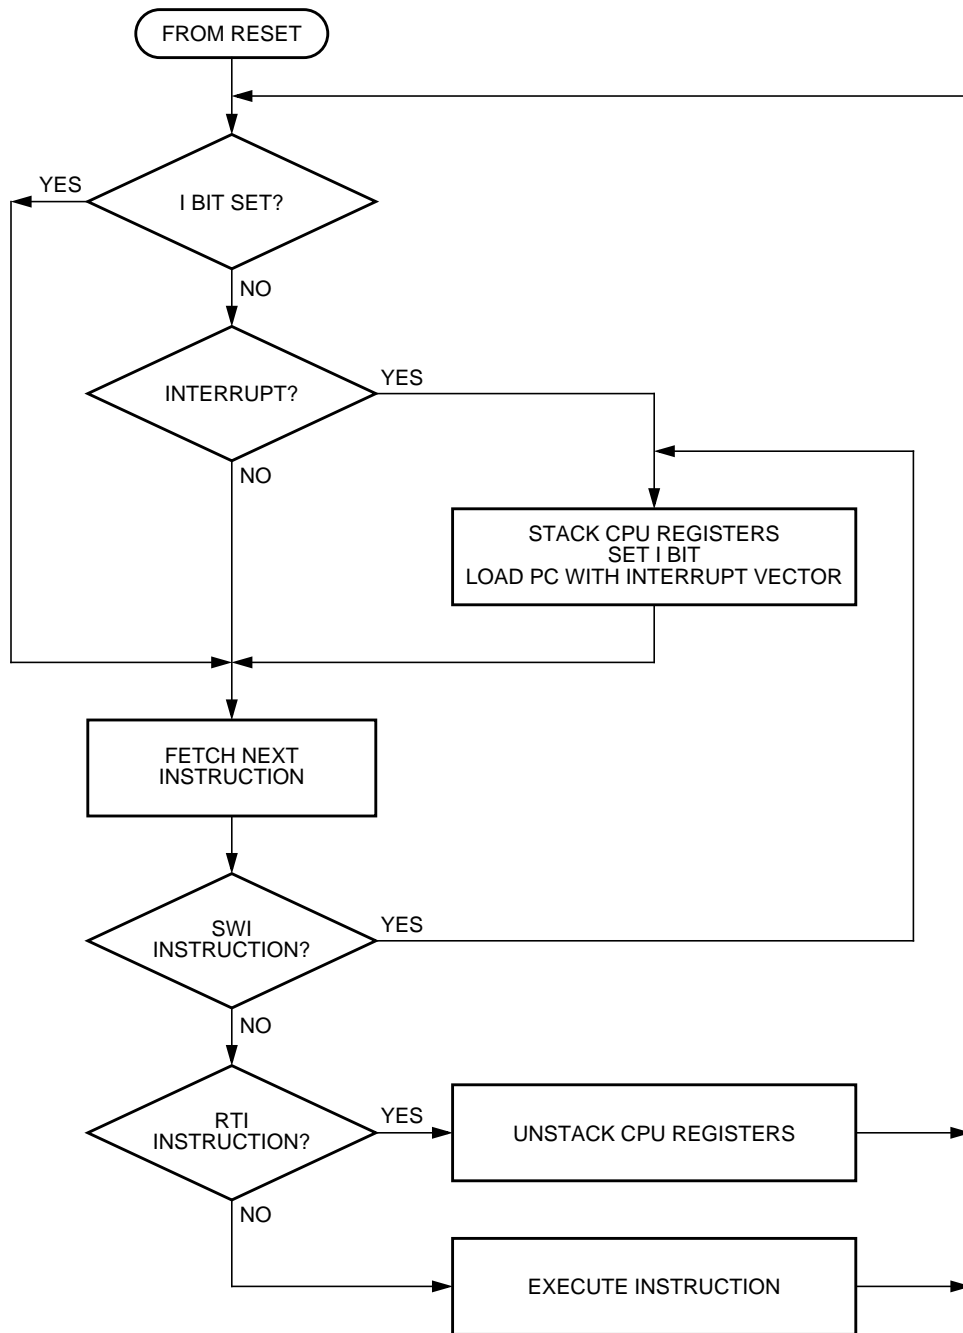 FROM RESET
YES
I BIT SET?
NO
INTERRUPT?
YES
NO
STACK CPU REGISTERS
SET I BIT
LOAD PC WITH INTERRUPT VECTOR
FETCH NEXT
INSTRUCTION
SWI
INSTRUCTION?
YES
NO
RTI
INSTRUCTION?
YES
UNSTACK CPU REGISTERS
NO
EXECUTE INSTRUCTION